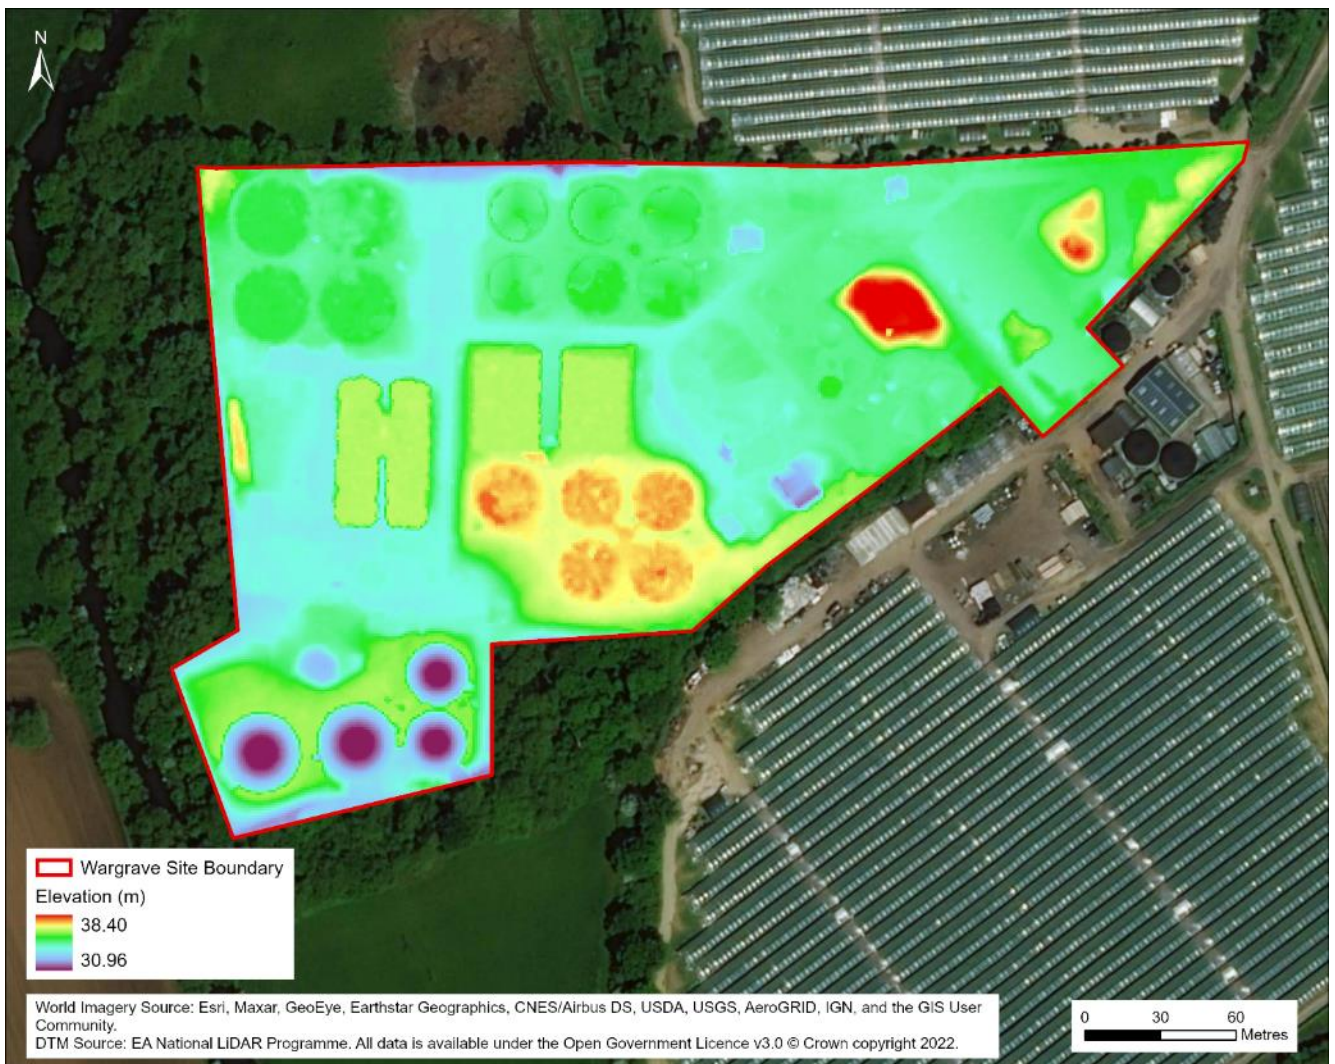 N
Wargrave Site Boundary
Elevation (m)
38.40
30.96
World Imagery Source: Esri, Maxar, GeoEye, Earthstar Geographics, CNES/Airbus DS, USDA, USGS, AeroGRID, IGN, and the GIS User
Community.
DTM Source: EA National LiDAR Programme. All data is available under the Open Government Licence v3.0 © Crown copyright 2022.
0 30 60
Metres